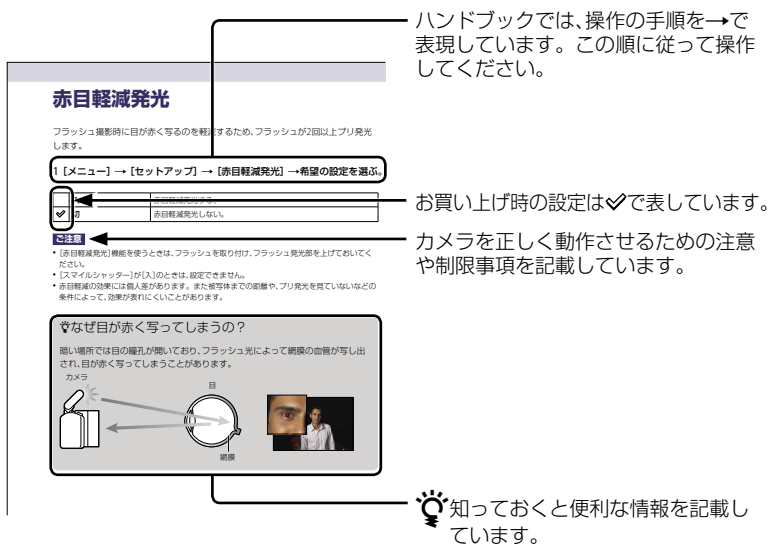 ハンドブックでは、操作の手順を→で
表現しています。この順に従って操作
してください。
赤目軽減発光
フラッシュ撮影時に目が赤く写るのを軽減するため、フラッシュが2回以上プリ発光
します。
1 [メニュー] → [セットアップ] → [赤目軽減発光] →希望の設定を選ぶ。
赤目軽減発光する。
✔ 切 赤目軽減発光しない。
お買い上げ時の設定は✔で表しています。
ご注意
カメラを正しく動作させるための注意
や制限事項を記載しています。
• [赤目軽減発光]機能を使うときは、フラッシュを取り付け、フラッシュ発光部を上げておいてく
ださい。
• [スマイルシャッター]が[入]のときは、設定できません。
• 赤目軽減の効果には個人差があります。また被写体までの距離や、プリ発光を見ていないなどの
条件によって、効果が表れにくいことがあります。
なぜ目が赤く写ってしまうの？
暗い場所では目の瞳孔が開いており、フラッシュ光によって網膜の血管が写し出
され、目が赤く写ってしまうことがあります。
カメラ
目
網膜
知っておくと便利な情報を記載し
ています。